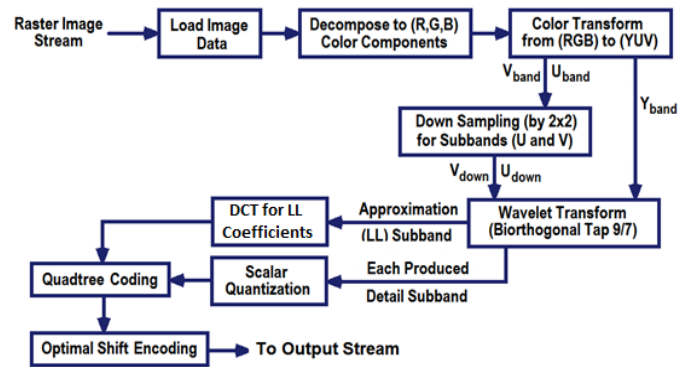 Raster Image
Stream
Load Image
Data
Decompose to (R,G,B)
Color Components
Color Transform
from (RGB) to (YUV)
Vband Uband
Yband
Down Sampling (by 2x2)
for Subbands (U and V)
Vdown Udown
DCT for LL
Coefficients
Approximation
(LL) Subband
Wavelet Transform
(Biorthogonal Tap 9/7)
Quadtree Coding
Scalar
Quantization
Each Produced
Detail Subband
Optimal Shift Encoding
To Output Stream